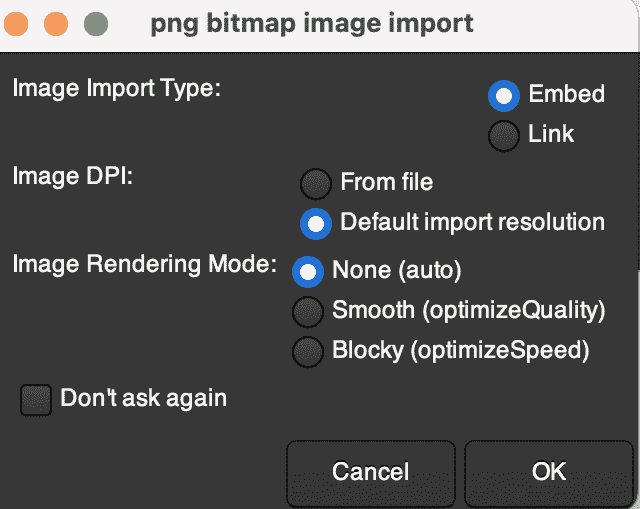 png bitmap image import
Image Import Type:
Embed
Link
Image DPI:
From file
Default import resolution
Image Rendering Mode:
None (auto)
Smooth (optimizeQuality)
Blocky (optimizeSpeed)
Don't ask again
Cancel
OK